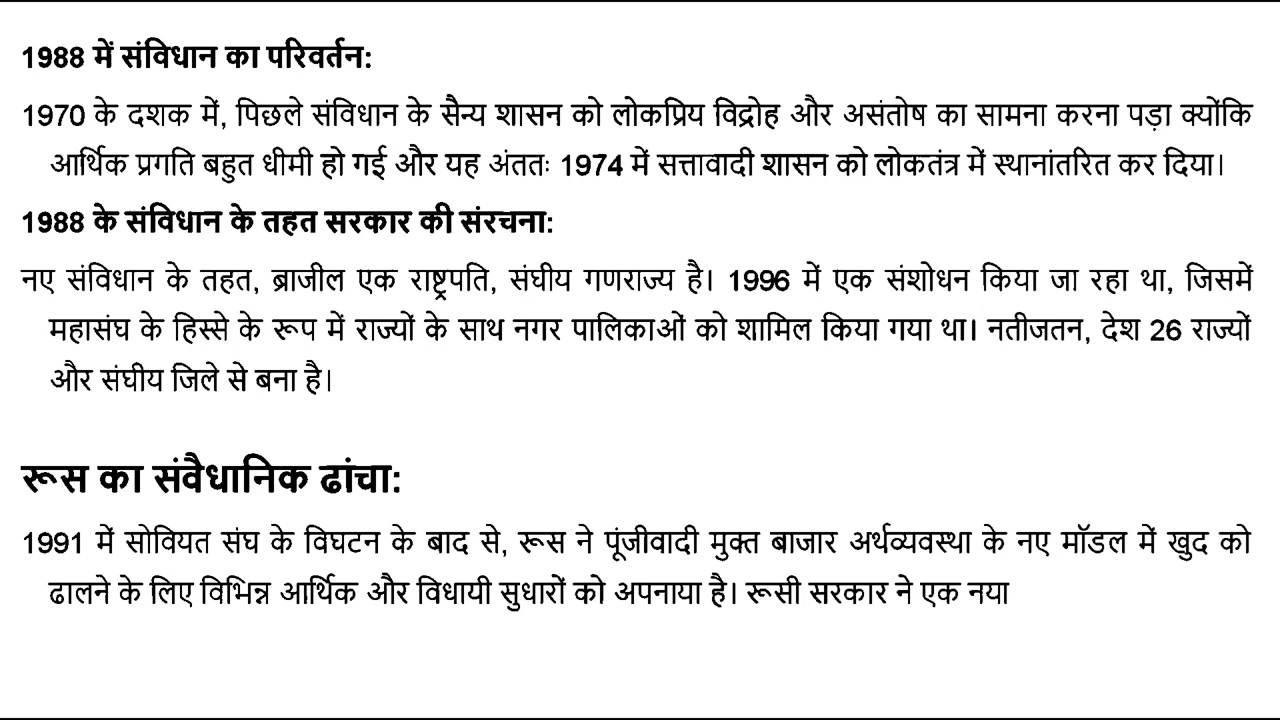 1988 में संविधान का परिवर्तन:
1970 के दशक में, पिछले संविधान के सैन्य शासन को लोकप्रिय विद्रोह और असंतोष का सामना करना पड़ा क्योंकि
आर्थिक प्रगति बहुत धीमी हो गई और यह अंततः 1974 में सत्तावादी शासन को लोकतंत्र में स्थानांतरित कर दिया।
1988 के संविधान के तहत सरकार की संरचना:
नए संविधान के तहत, ब्राजील एक राष्ट्रपति, संघीय गणराज्य है। 1996 में एक संशोधन किया जा रहा था, जिसमें
महासंघ के हिस्से के रूप में राज्यों के साथ नगर पालिकाओं को शामिल किया गया था। नतीजतन, देश 26 राज्यों
और संघीय जिले से बना है।
रूस का संवैधानिक ढांचा:
1991 में सोवियत संघ के विघटन के बाद से, रूस ने पूंजीवादी मुक्त बाजार अर्थव्यवस्था के नए मॉडल में खुद को
ढालने के लिए विभिन्न आर्थिक और विधायी सुधारों को अपनाया है। रूसी सरकार ने एक नया